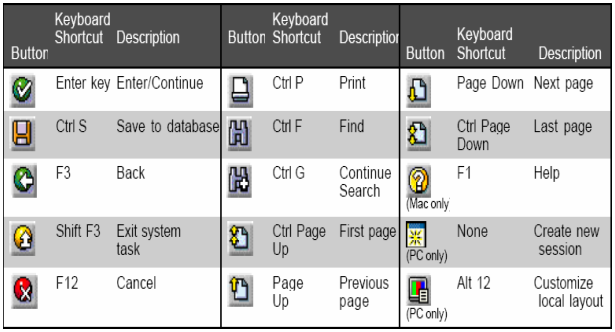 Button Keyboard Shortcut Description Button Keyboard Shortcut Description Button Keyboard Shortcut Description
Enter key Enter/Continue Ctrl P Print Page Down Next page
Ctrl S Save to database Ctrl F Find Ctrl Page Down Last page
F3 Back Ctrl G Continue Search (Mac only F1 Help
Shift F3 Exit system task Ctrl Page Up First page (PC only) None Create new session
F12 Cancel Page Up Previous page (PC only) Alt 12 Customize local layout